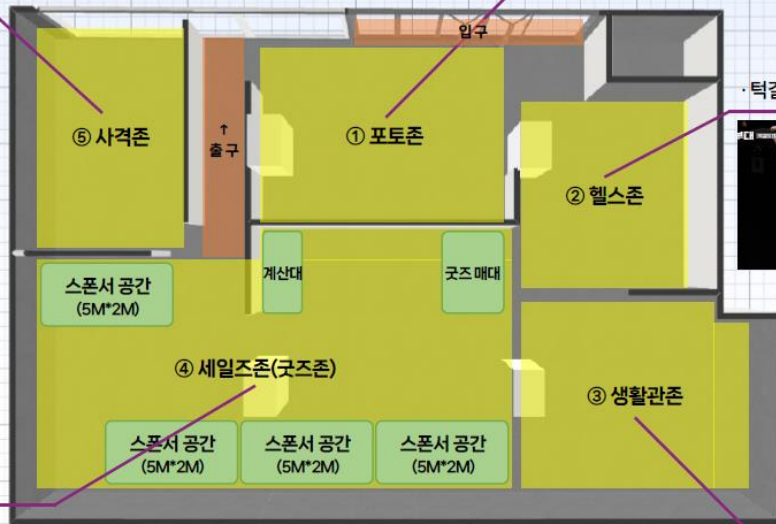 입구
⑤ 사격존
↑
출구
① 포토존
· 턱걸
② 헬스존
계산대
굿즈 매대
스폰서 공간
(5M*2M)
④ 세일즈존(굿즈존)
③ 생활관존
스폰서 공간
(5M*2M)
스폰서 공간
(5M*2M)
스폰서 공간
(5M*2M)